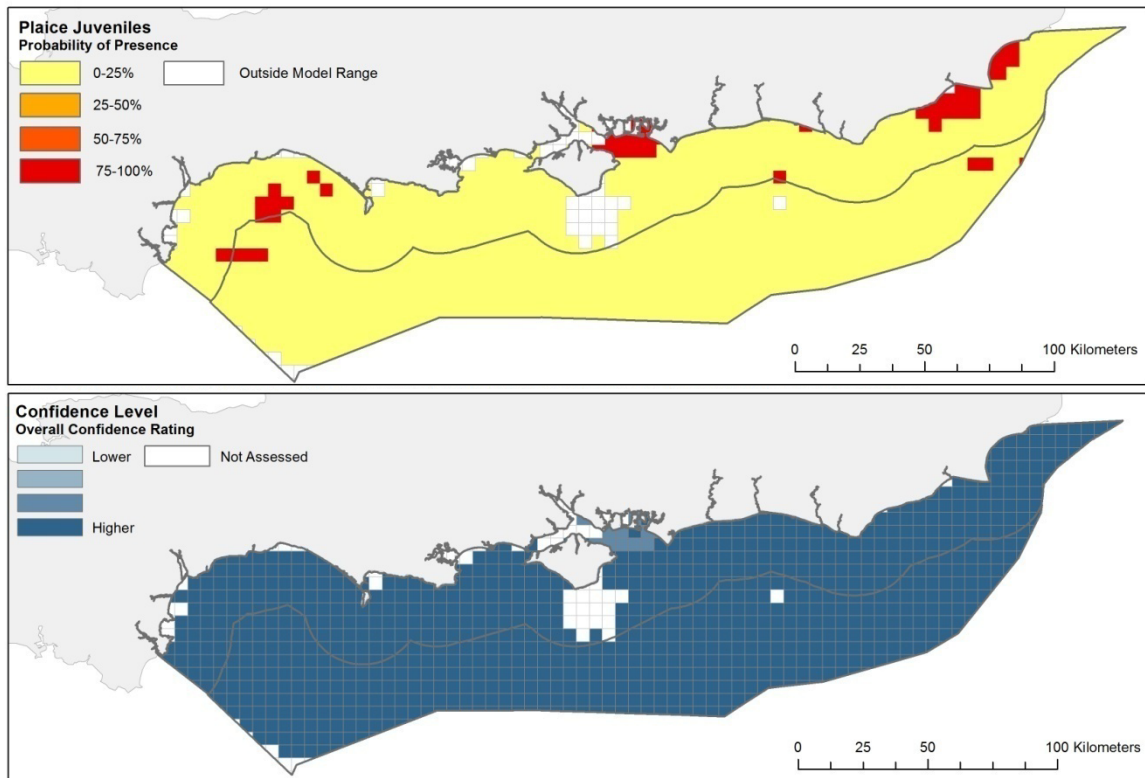 Plaice Juveniles
Probability of Presence
0-25% Outside Model Range
25-50%
50-75%
75-100%
0 25 50 100 Kilometers
Confidence Level
Overall Confidence Rating
Lower Not Assessed
Higher
0 25 50 100 Kilometers